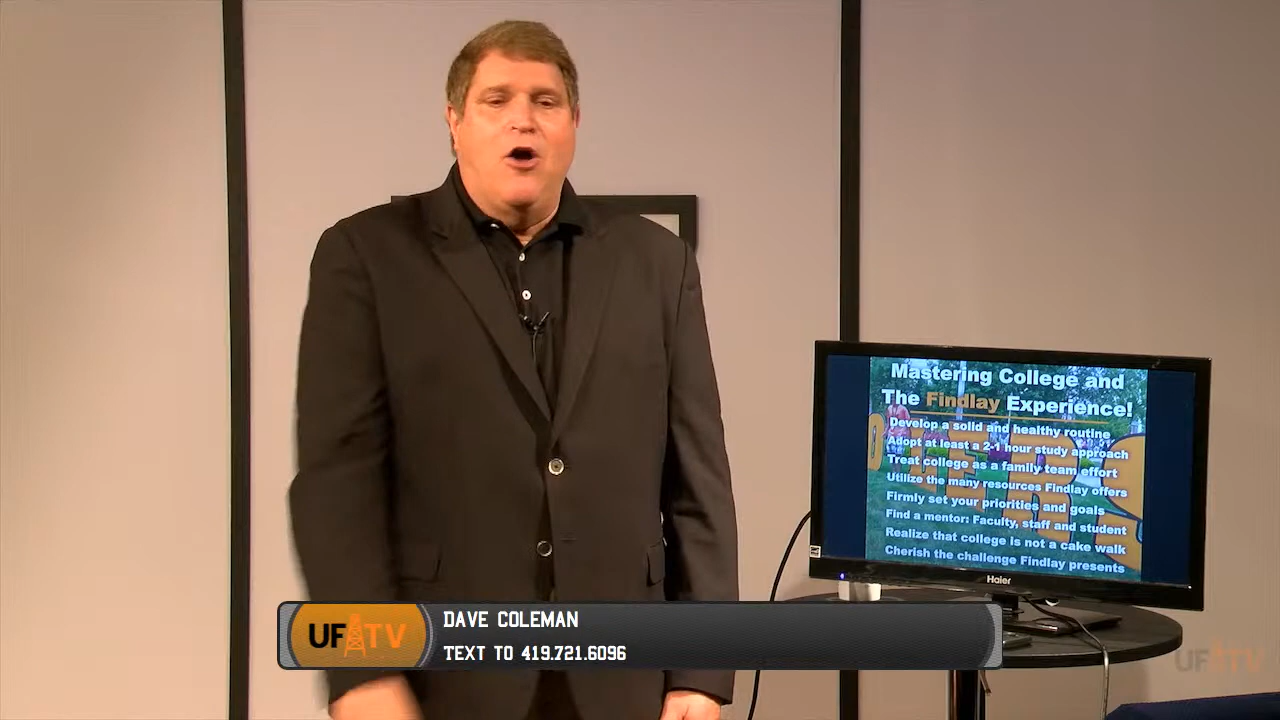 Mastering College and
The Findlay Experience!
Develop a solid and healthy routine
Adopt at least a 2-1 hour study approach
Treat college as a family team effort
Utilize the many resources Findlay offers
Firmly set your priorities and goals
Find a mentor: Faculty, staff and student
Realize that college is not a cake walk
Cherish the challenge Findlay presents
Haier
UF TV
DAVE COLEMAN
TEXT TO 419.721.6096
UF TV